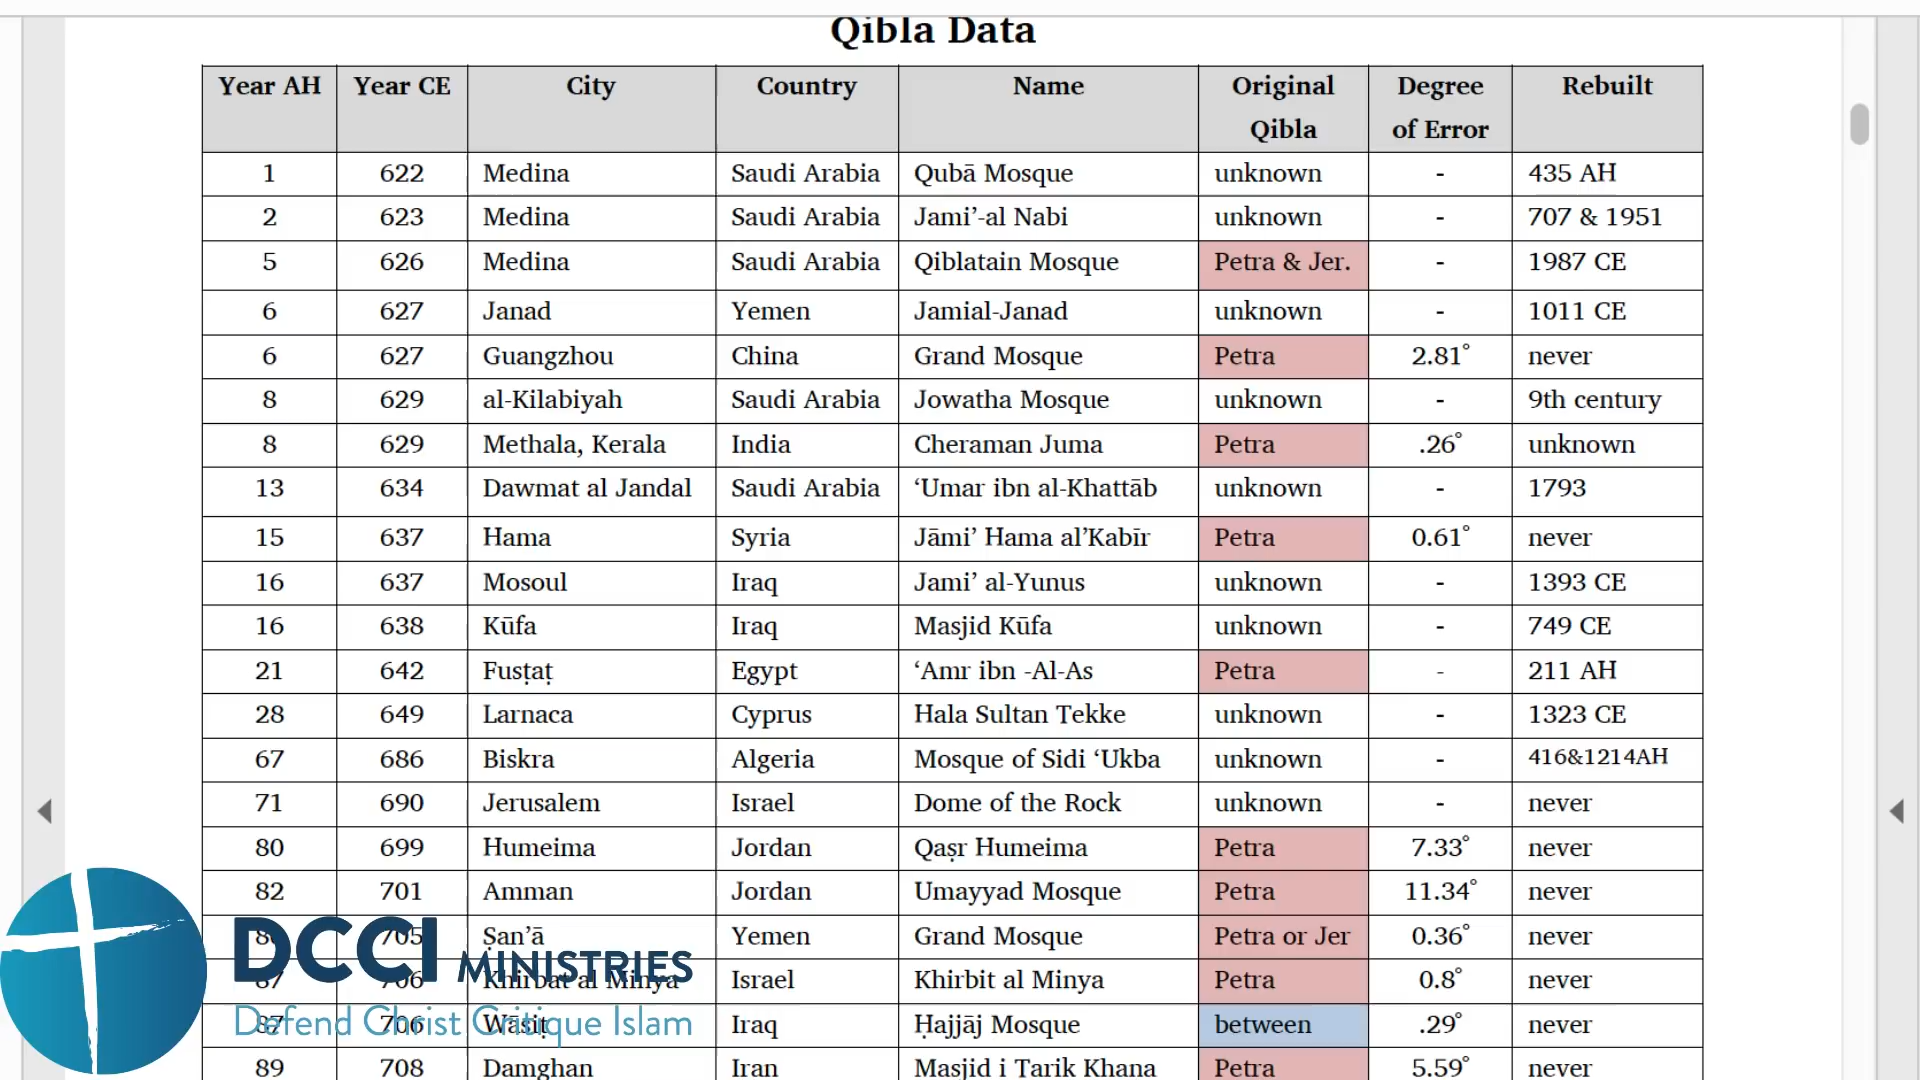 Qibla Data
Year AH Year CE City Country Name Original Qibla Degree of Error Rebuilt
1 622 Medina Saudi Arabia Qubā Mosque unknown - 435 AH
2 623 Medina Saudi Arabia Jami’-al Nabi unknown - 707 & 1951
5 626 Medina Saudi Arabia Qiblatain Mosque Petra & Jer. - 1987 CE
6 627 Janad Yemen Jamial-Janad unknown - 1011 CE
6 627 Guangzhou China Grand Mosque Petra 2.81° never
8 629 al-Kilabiyah Saudi Arabia Jowatha Mosque unknown - 9th century
8 629 Methala, Kerala India Cheraman Juma Petra .26° unknown
13 634 Dawmat al Jandal Saudi Arabia ‘Umar ibn al-Khattāb unknown - 1793
15 637 Hama Syria Jāmi’ Hama al’Kabīr Petra 0.61° never
16 637 Mosoul Iraq Jami’ al-Yunus unknown - 1393 CE
16 638 Kūfa Iraq Masjid Kūfa unknown - 749 CE
21 642 Fusṭaṭ Egypt ‘Amr ibn -Al-As Petra - 211 AH
28 649 Larnaca Cyprus Hala Sultan Tekke unknown - 1323 CE
67 686 Biskra Algeria Mosque of Sidi ‘Ukba unknown - 416&1214AH
71 690 Jerusalem Israel Dome of the Rock unknown - never
80 699 Humeima Jordan Qaṣr Humeima Petra 7.33° never
82 701 Amman Jordan Umayyad Mosque Petra 11.34° never
705 Ṣan’ā Yemen Grand Mosque Petra or Jer 0.36° never
87 706 Khirbat al Minya Israel Khirbit al Minya Petra 0.8° never
87 706 Wāsiṭ Iraq Ḥajjāj Mosque between .29° never
89 708 Damghan Iran Masjid i Tarik Khana Petra 5.59° never
DCCI MINISTRIES
Defend Christ Critique Islam